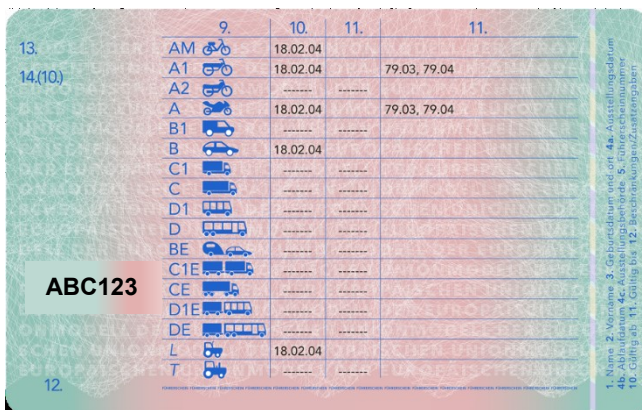 9. 10. 11. 11.
13. AM 18.02.04
14.(10.) A1 18.02.04 79.03, 79.04
A2 ------- -------
A 18.02.04 79.03, 79.04
B1 ------- -------
B 18.02.04
C1 ------- -------
C ------- -------
D1 ------- -------
D ------- -------
BE ------- -------
C1E ------- -------
ABC123 CE ------- -------
D1E ------- -------
DE ------- -------
L 18.02.04
T ------- -------
12.
1. Name 2. Vorname 3. Geburtsdatum und ort 4a. Ausstellungsdatum
4b. Ablaufdatum 4c. Ausstellungsbehörde 5. Führerscheinnummer
10. Gültig ab 11. Gültig bis 12. Beschränkungen/Zusatzangaben